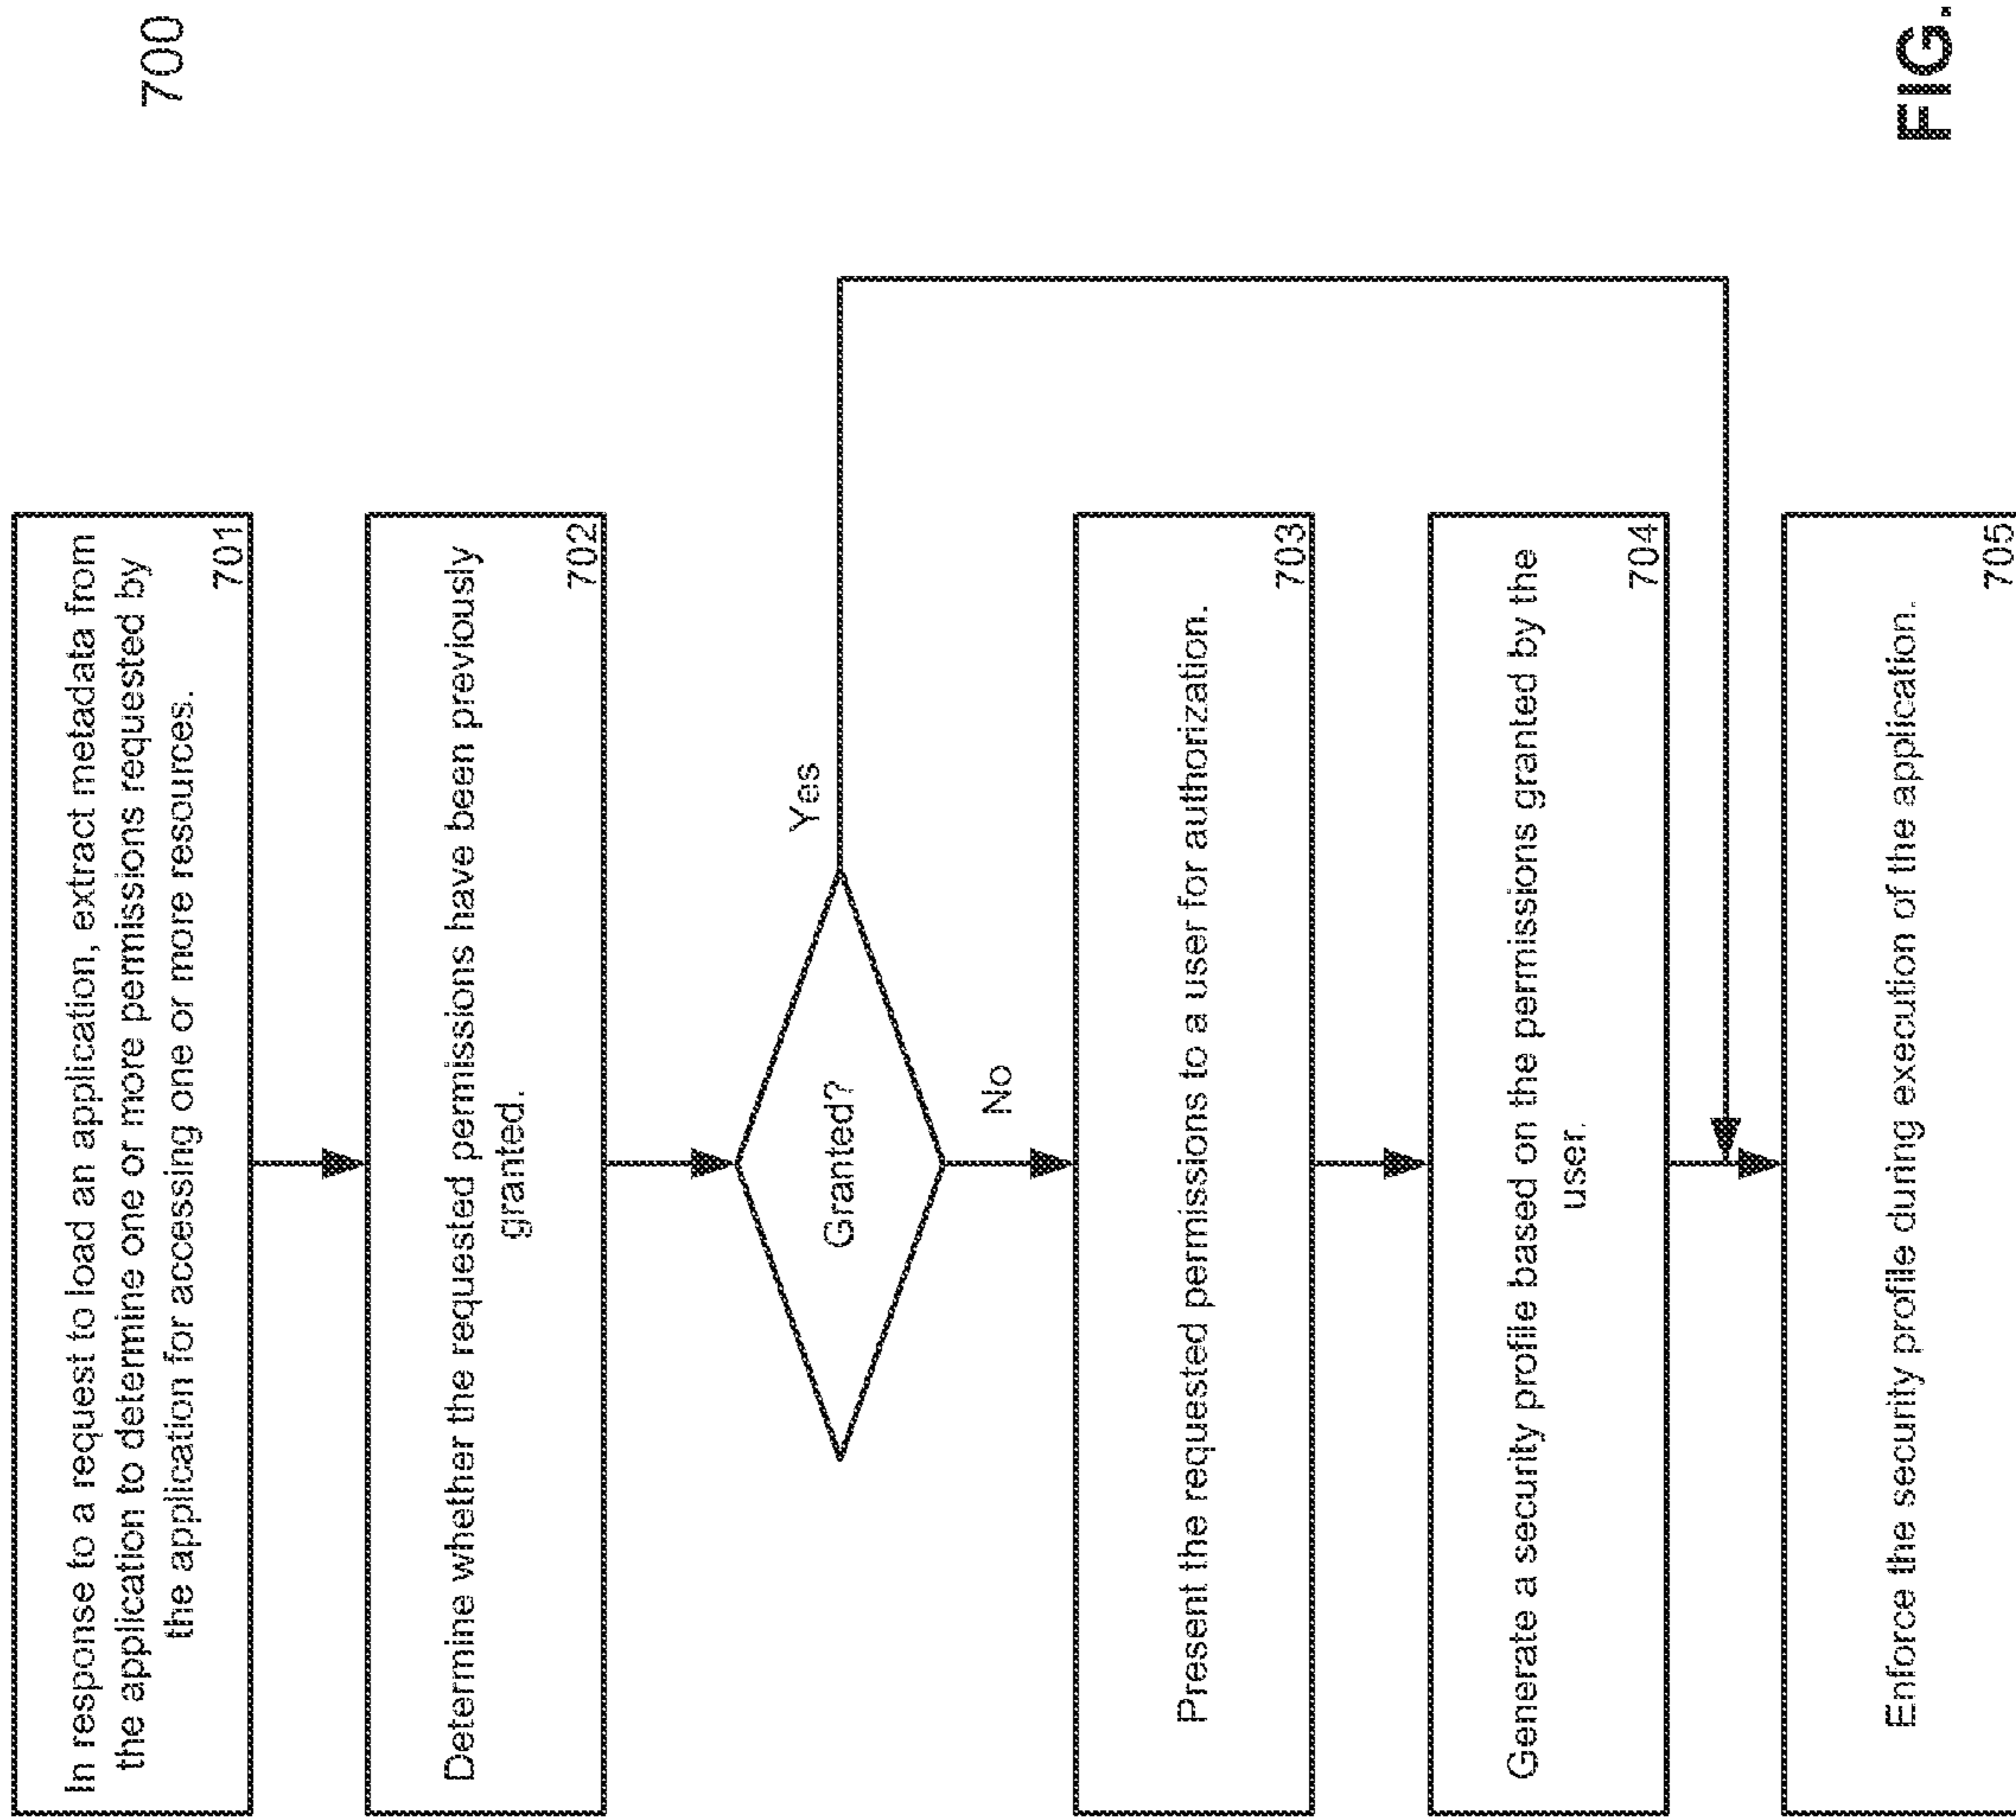 700
In response to a request to load an application, extract metadata from
the application to determine one or more permissions requested by
the application for accessing one or more resources.
701
Determine whether the requested permissions have been previously
granted.
702
Granted?
Yes
No
Present the requested permissions to a user for authorization.
703
Generate a security profile based on the permissions granted by the
user.
704
Enforce the security profile during execution of the application.
705
FIG.